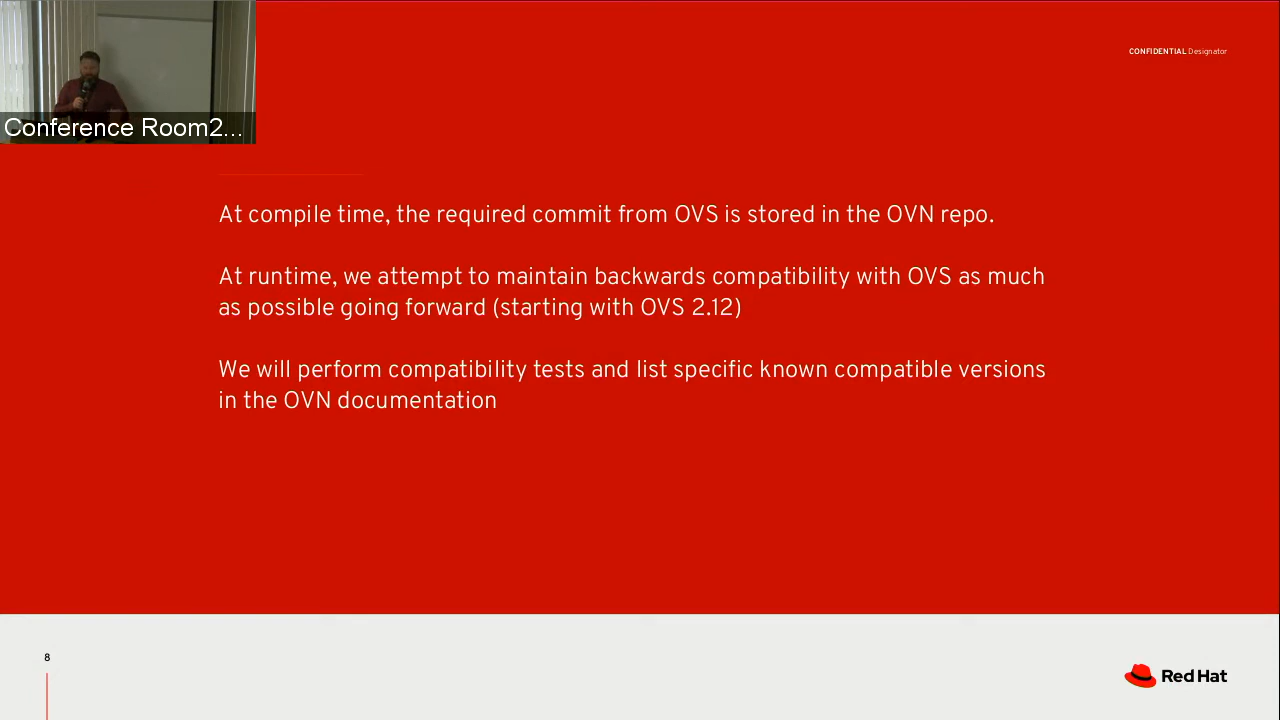 CONFIDENTIAL Designator
Conference Room2...
At compile time, the required commit from OVS is stored in the OVN repo.
At runtime, we attempt to maintain backwards compatibility with OVS as much
as possible going forward (starting with OVS 2.12)
We will perform compatibility tests and list specific known compatible versions
in the OVN documentation
8
Red Hat